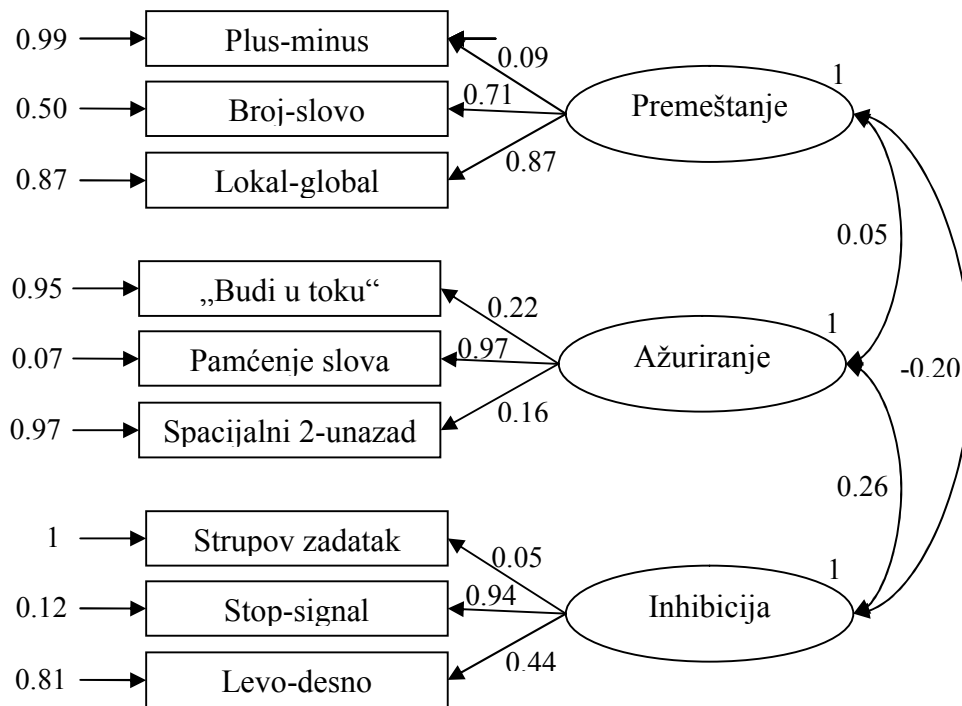 0.99 Plus-minus 0.09 1
0.50 Broj-slovo 0.71 Premeštanje
0.87 Lokal-global 0.87
0.05
0.95 „Budi u toku“ 0.22 1
0.07 Pamćenje slova 0.97 Ažuriranje -0.20
0.97 Spacijalni 2-unazad 0.16
0.26
1 Strupov zadatak 0.05 1
0.12 Stop-signal 0.94 Inhibicija
0.81 Levo-desno 0.44